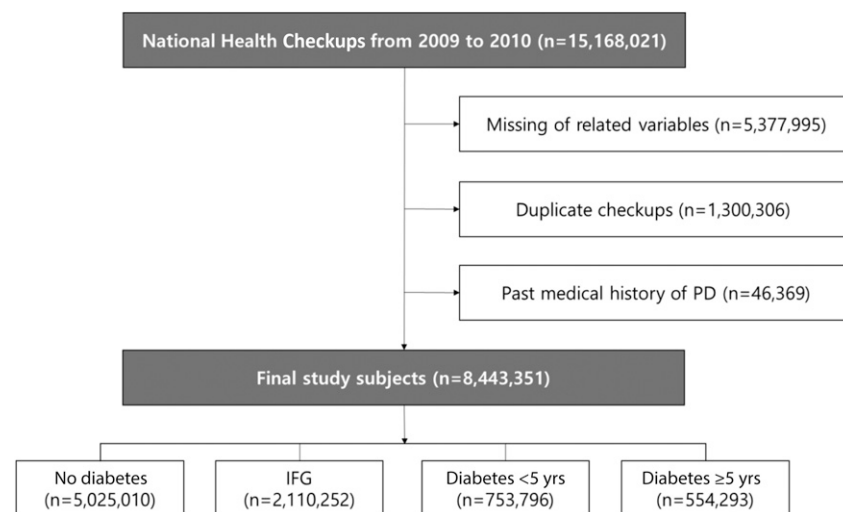 National Health Checkups from 2009 to 2010 (n=15,168,021)
Missing of related variables (n=5,377,995)
Duplicate checkups (n=1,300,306)
Past medical history of PD (n=46,369)
Final study subjects (n=8,443,351)
No diabetes
(n=5,025,010)
IFG
(n=2,110,252)
Diabetes <5 yrs
(n=753,796)
Diabetes ≥5 yrs
(n=554,293)